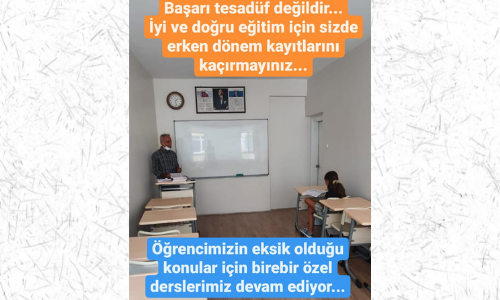 Başarı tesadüf değildir...
İyi ve doğru eğitim için sizde
erken dönem kayıtlarını
kaçırmayınız...
Öğrencimizin eksik olduğu
konular için birebir özel
derslerimiz devam ediyor...